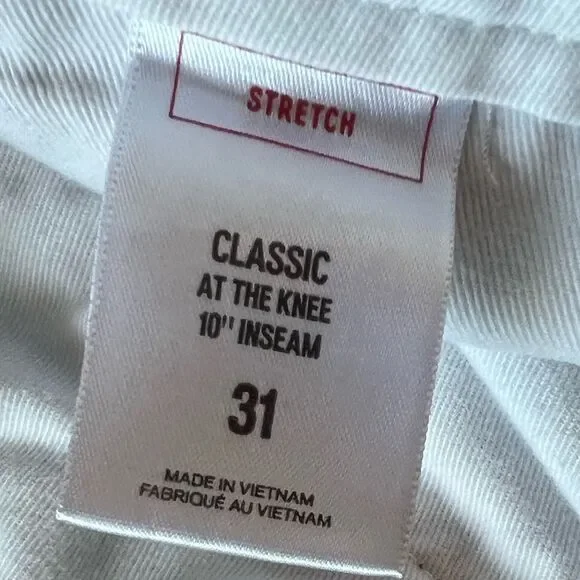 STRETCH
CLASSIC
AT THE KNEE
10" INSEAM
31
MADE IN VIETNAM
FABRIQUÉ AU VIETNAM